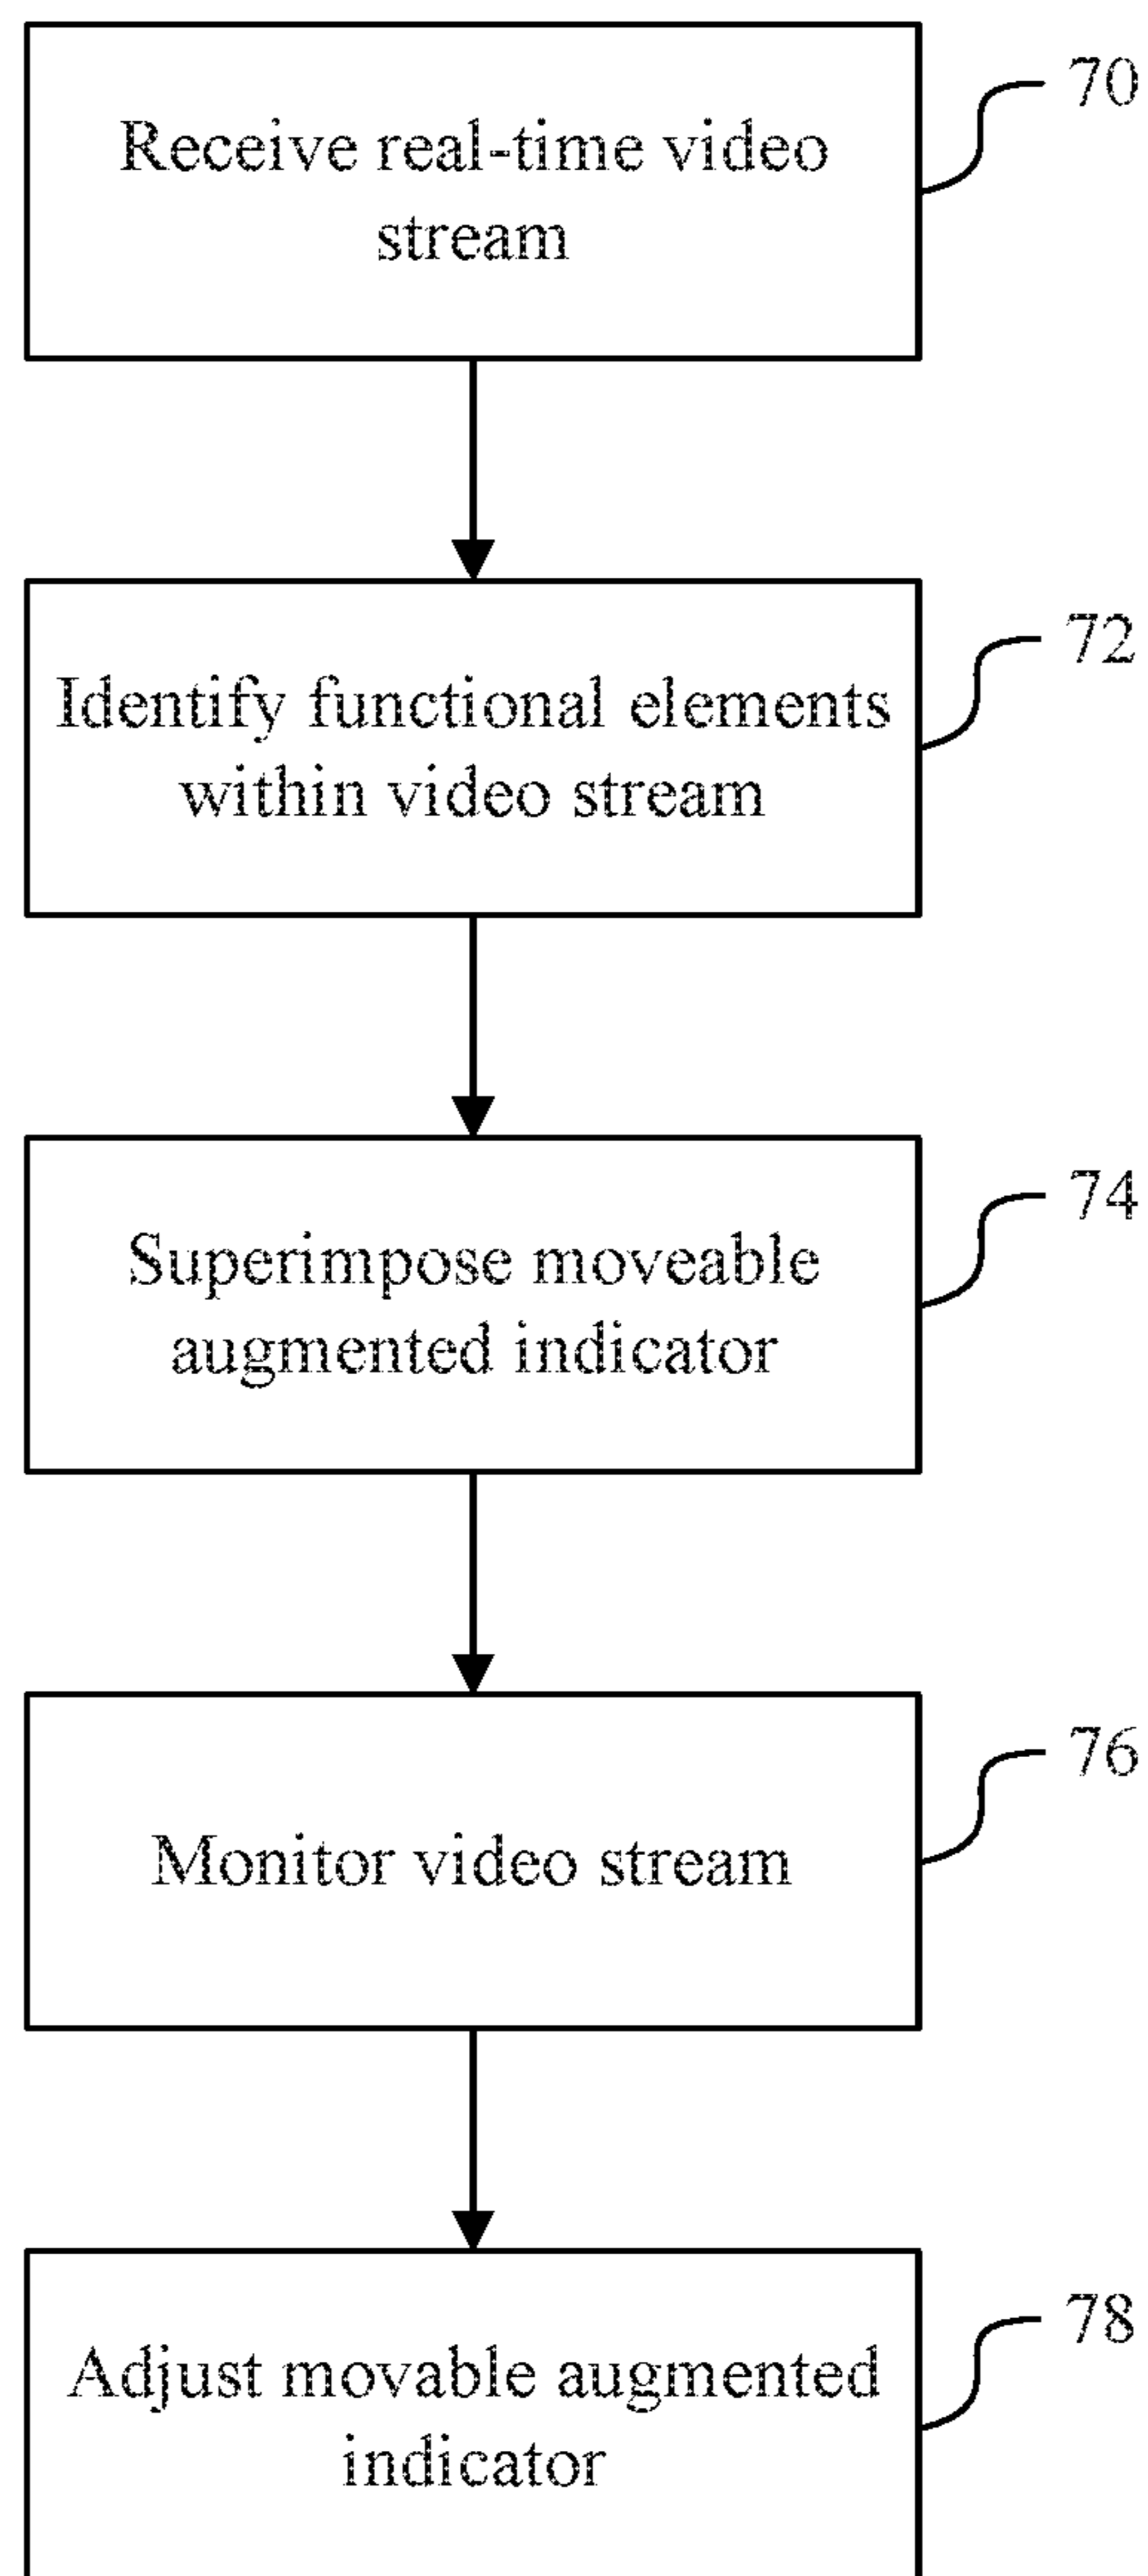 70
Receive real-time video
stream
72
Identify functional elements
within video stream
74
Superimpose moveable
augmented indicator
76
Monitor video stream
78
Adjust movable augmented
indicator